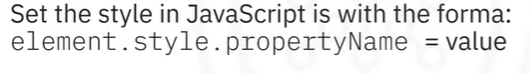 Set the style in JavaScript is with the forma:
element.style.propertyName = value